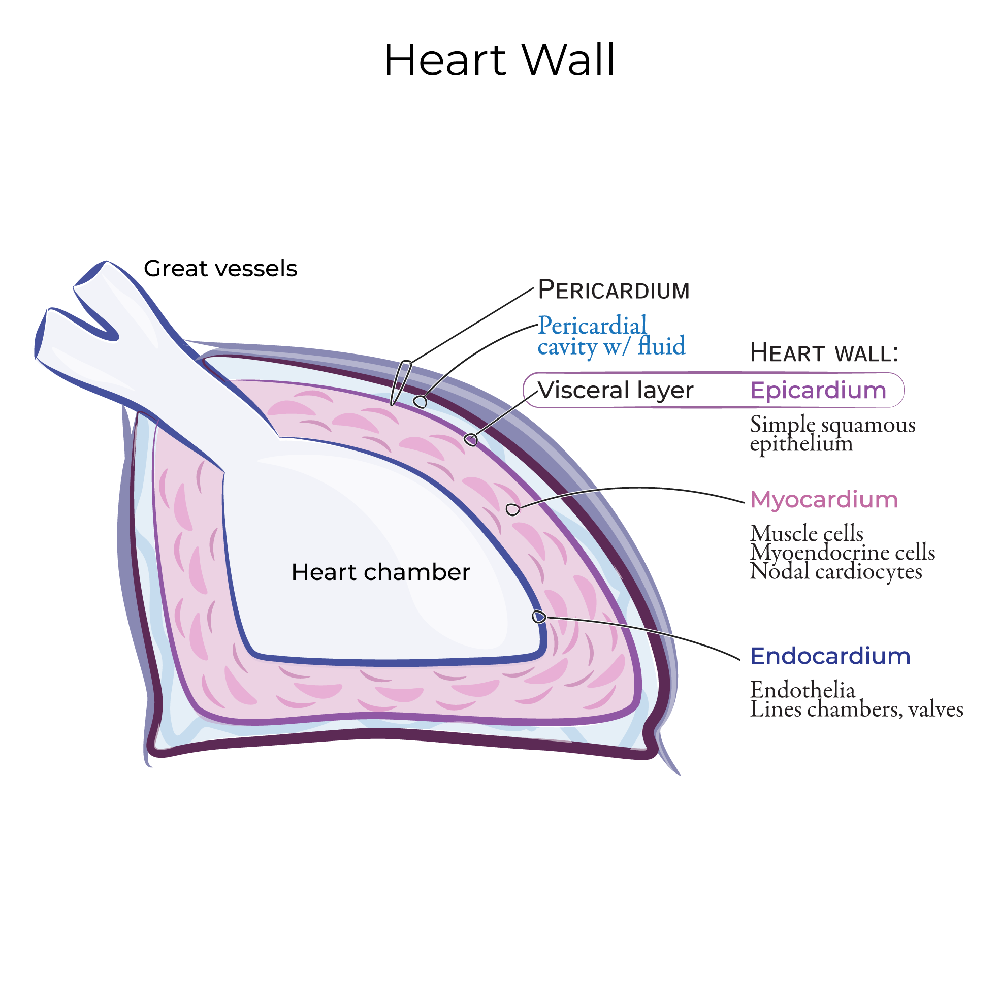 Heart Wall
Great vessels
PERICARDIUM
Pericardial
cavity w/ fluid
HEART WALL:
Visceral layer Epicardium
Simple squamous
epithelium
Myocardium
Muscle cells
Myoendocrine cells
Nodal cardiocytes
Heart chamber
Endocardium
Endothelia
Lines chambers, valves